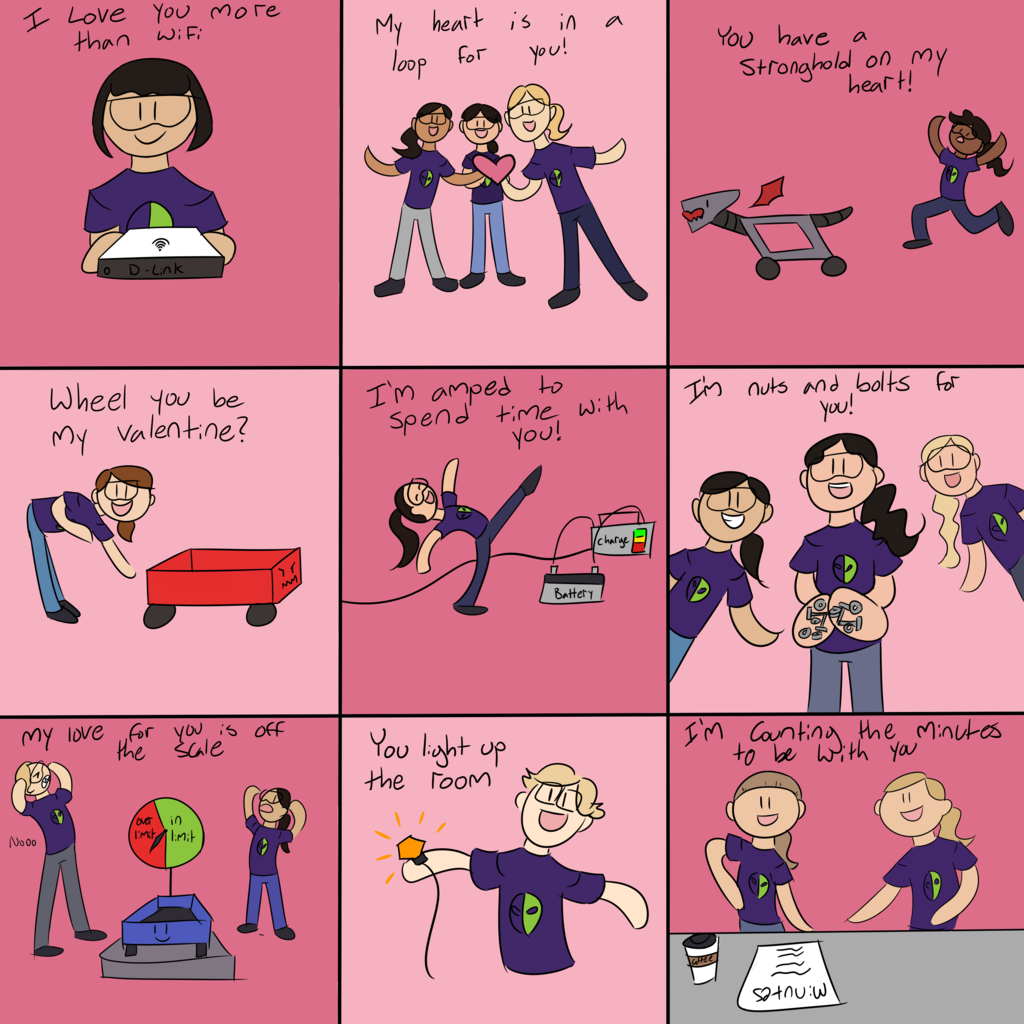 I Love You more
than WiFi
D-Link
My heart is in a
loop for you!
You have a
Stronghold on my
heart!
Wheel you be
My valentine?
I'm amped to
spend time with
you!
charge
Battery
I'm nuts and bolts for
you!
my love for you is off
the scale
Nooo
over
limit
in
limit
You light up
the room
I'm Counting the minutes
to be with you
coffee
minutes